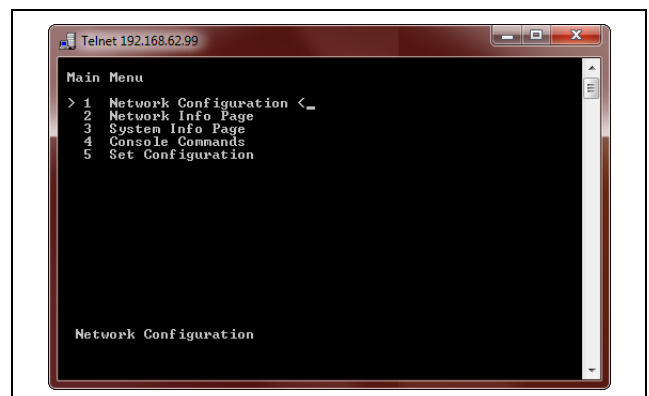 Telnet 192.168.62.99
Main Menu
> 1 Network Configuration <_
2 Network Info Page
3 System Info Page
4 Console Commands
5 Set Configuration
Network Configuration